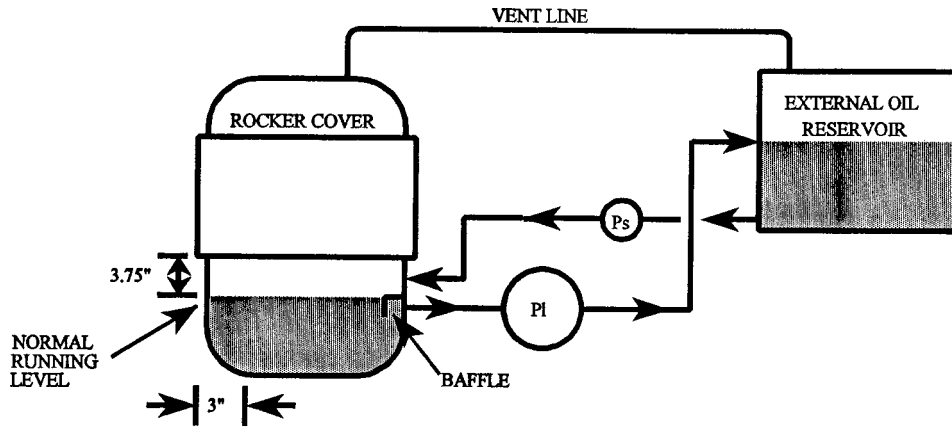 VENT LINE
ROCKER COVER
EXTERNAL OIL
RESERVOIR
Ps
3.75"
Pl
NORMAL
RUNNING
LEVEL
BAFFLE
3"